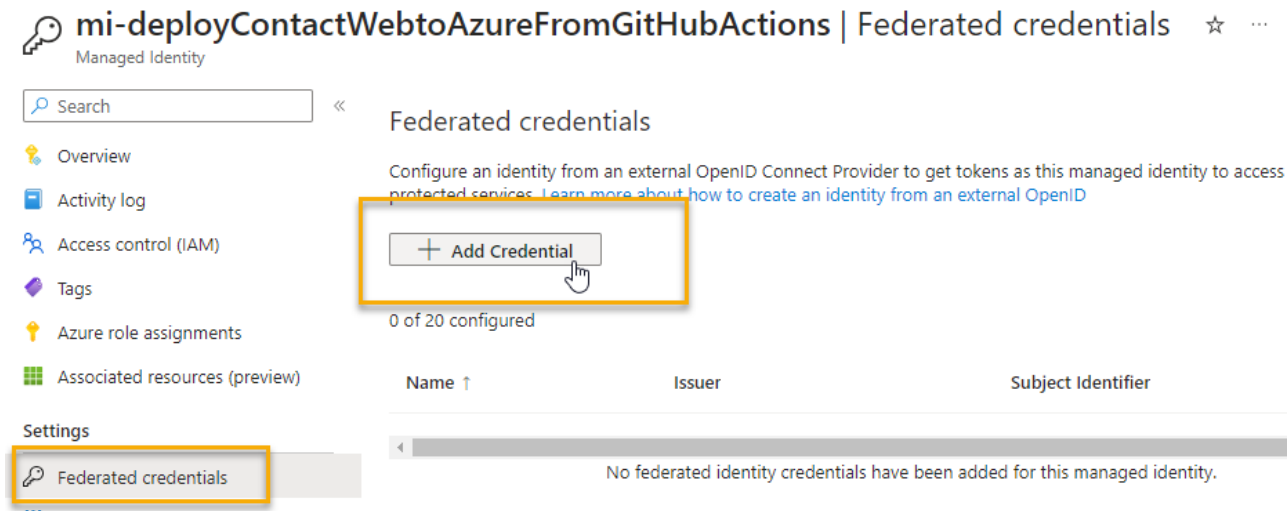 mi-deployContactWebtoAzureFromGitHubActions | Federated credentials
Managed Identity
Search
Overview
Activity log
Access control (IAM)
Tags
Azure role assignments
Associated resources (preview)
Settings
Federated credentials
Federated credentials
Configure an identity from an external OpenID Connect Provider to get tokens as this managed identity to access
protected services. Learn more about how to create an identity from an external OpenID
Add Credential
0 of 20 configured
Name ↑ Issuer Subject Identifier
No federated identity credentials have been added for this managed identity.